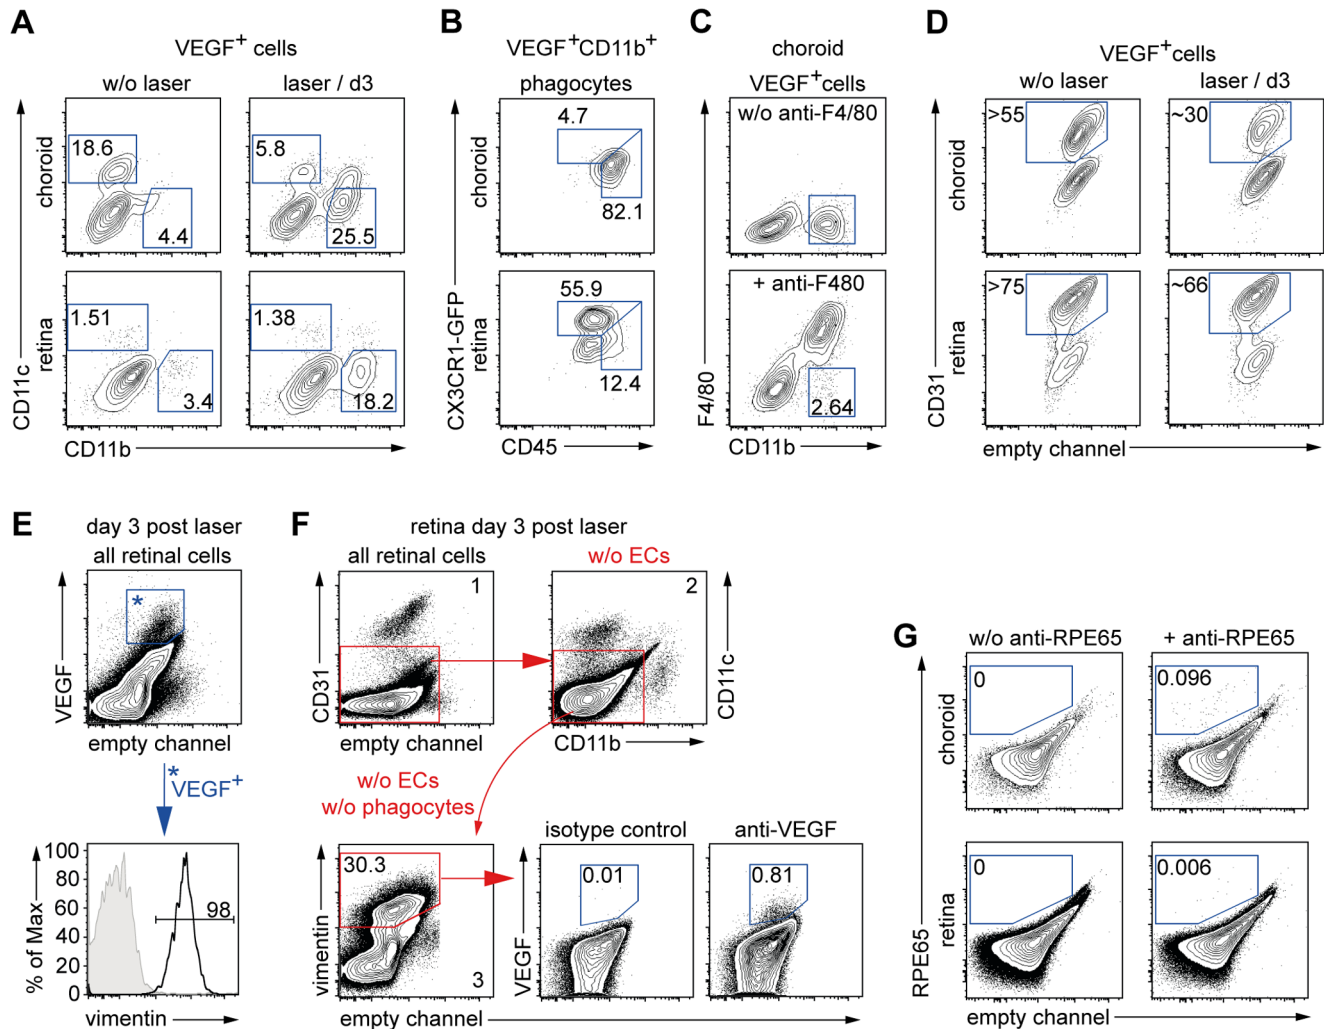 A
VEGF+ cells
w/o laser
laser / d3
choroid
18.6
4.4
5.8
25.5
retina
1.51
3.4
1.38
18.2
CD11c
CD11b
B
VEGF+CD11b+
phagocytes
choroid
4.7
82.1
retina
55.9
12.4
CX3CR1-GFP
CD45
C
choroid
VEGF+cells
w/o anti-F4/80
+ anti-F480
2.64
F4/80
CD11b
D
VEGF+cells
w/o laser
laser / d3
choroid
>55
~30
retina
>75
~66
CD31
empty channel
E
day 3 post laser
all retinal cells
*
VEGF
empty channel
*
VEGF+
100
80
60
40
20
0
% of Max
98
vimentin
F
retina day 3 post laser
all retinal cells
w/o ECs
1
2
CD31
CD11c
CD11b
w/o ECs
w/o phagocytes
isotype control
anti-VEGF
30.3
3
0.01
0.81
vimentin
VEGF
empty channel
G
w/o anti-RPE65
+ anti-RPE65
choroid
0
0.096
retina
0
0.006
RPE65
empty channel